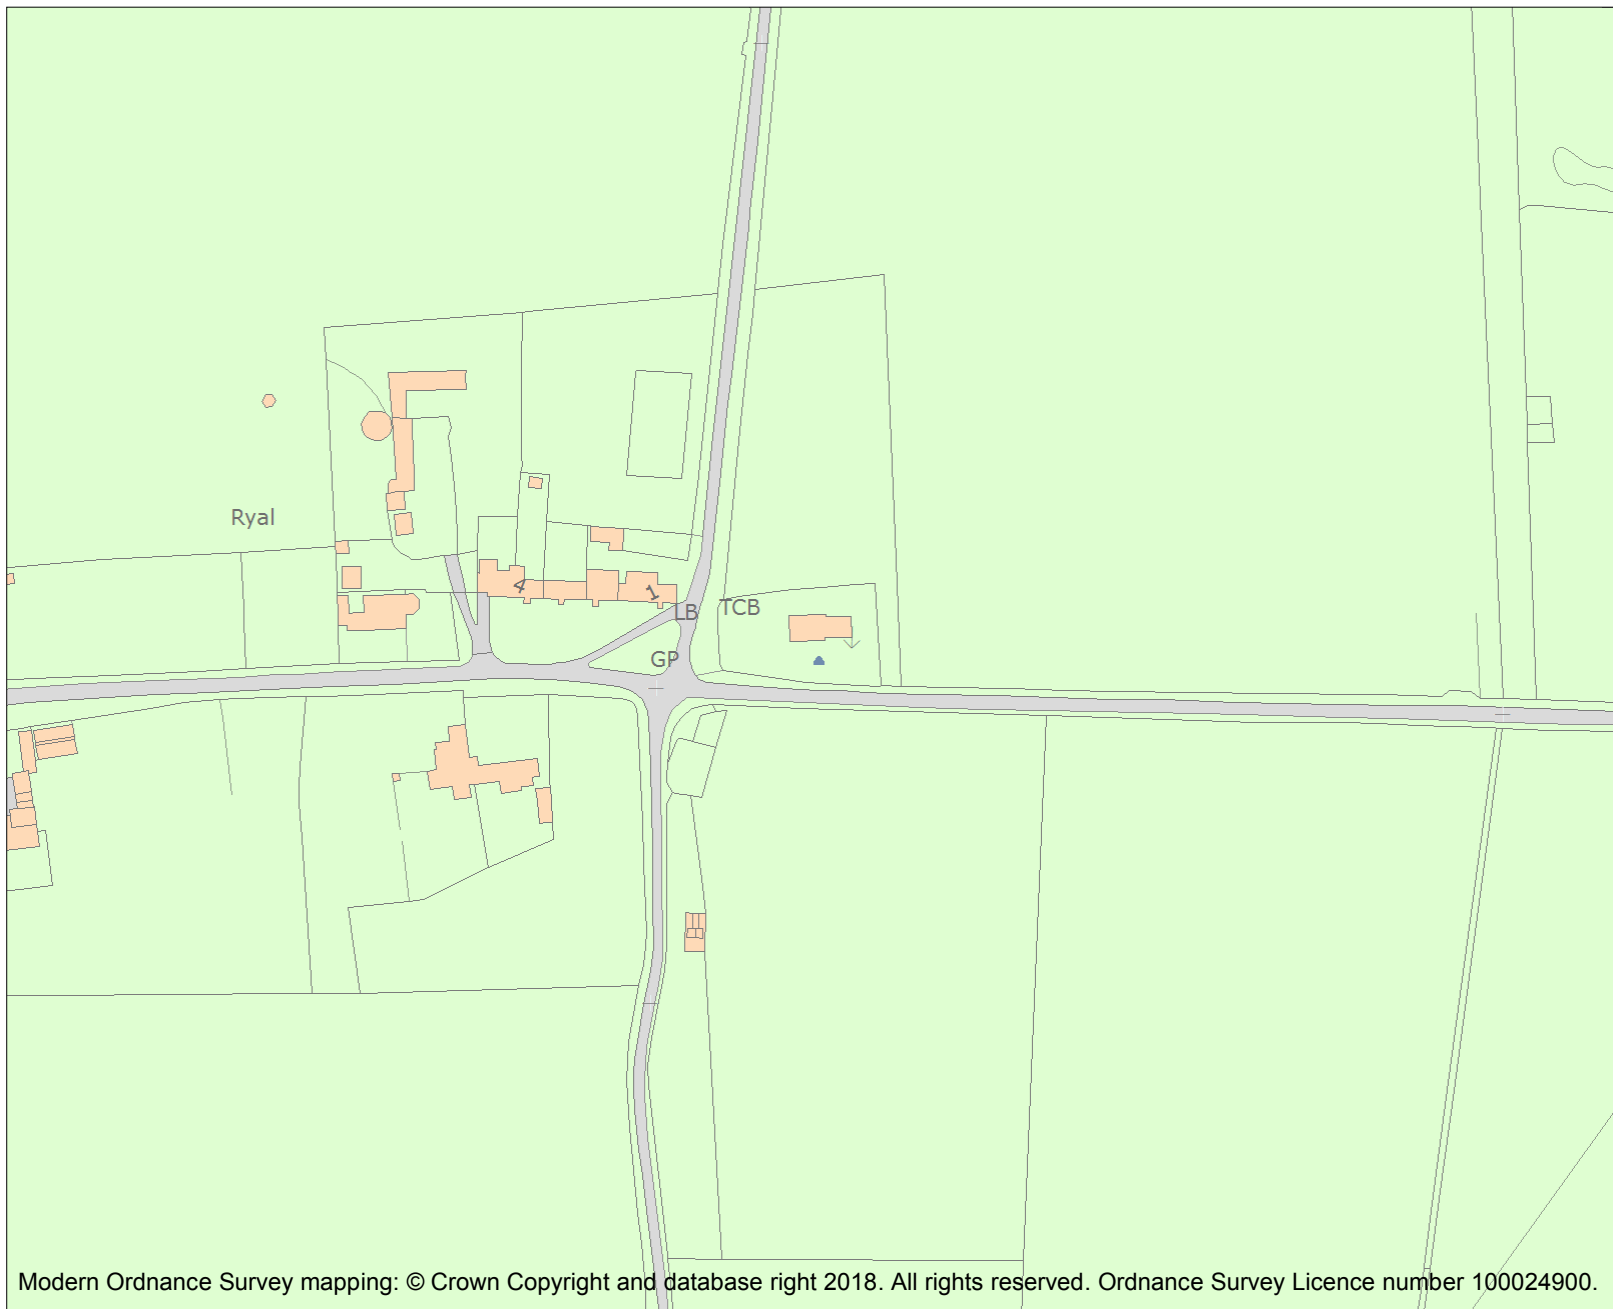 Ryal
4
1
LB
TCB
GP
Modern Ordnance Survey mapping: © Crown Copyright and database right 2018. All rights reserved. Ordnance Survey Licence number 100024900.